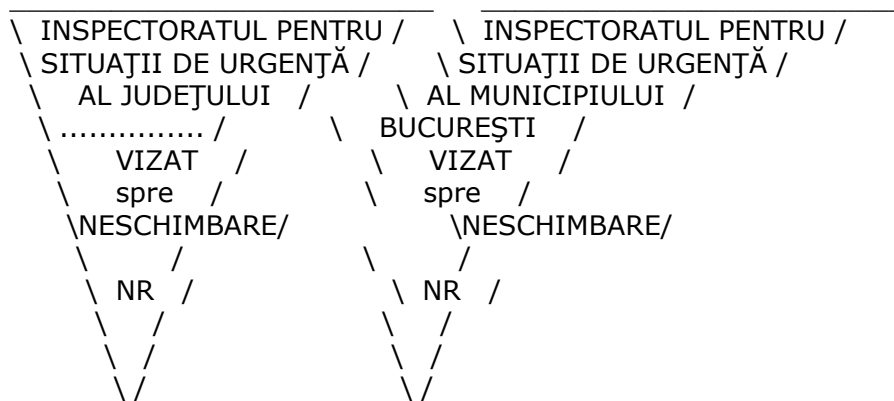 \ INSPECTORATUL PENTRU / \ INSPECTORATUL PENTRU /
\ SITUAŢII DE URGENŢĂ / \ SITUAŢII DE URGENŢĂ /
\ AL JUDEŢULUI / \ AL MUNICIPIULUI /
\ ............... / \ BUCUREŞTI /
\ VIZAT / \ VIZAT /
\ spre / \ spre /
\NESCHIMBARE/ \NESCHIMBARE/
\ / \ /
\ NR / \ NR /
\ / \ /
\ / \ /
\/ \/